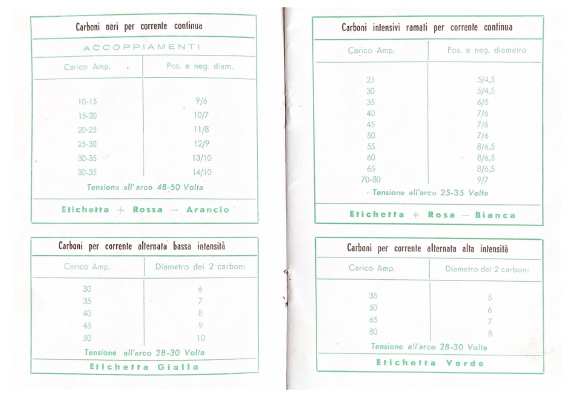 Carboni neri per corrente continua
ACCOPPIAMENTI
Carico Amp. Pos. e neg. diam.
10-15 9/6
15-20 10/7
20-25 11/8
25-30 12/9
30-35 13/10
30-35 14/10
Tensione all'arco 48-50 Volta
Etichetta + Rossa — Arancio
Carboni per corrente alternata bassa intensità
Carico Amp. Diametro dei 2 carboni
30 6
35 7
40 8
45 9
50 10
Tensione all'arco 28-30 Volta
Etichetta Gialla
Carboni intensivi ramati per corrente continua
Carico Amp. Pos. e neg. diametro
25 5/4,5
30 5/4,5
35 6/5
40 7/6
45 7/6
50 7/6
55 8/6,5
60 8/6,5
65 8/6,5
70-80 9/7
Tensione all'arco 25-35 Volta
Etichetta + Rosa — Bianca
Carboni per corrente alternata alta intensità
Carico Amp. Diametro dei 2 carboni
35 5
50 6
65 7
80 8
Tensione all'arco 28-30 Volta
Etichetta Verde